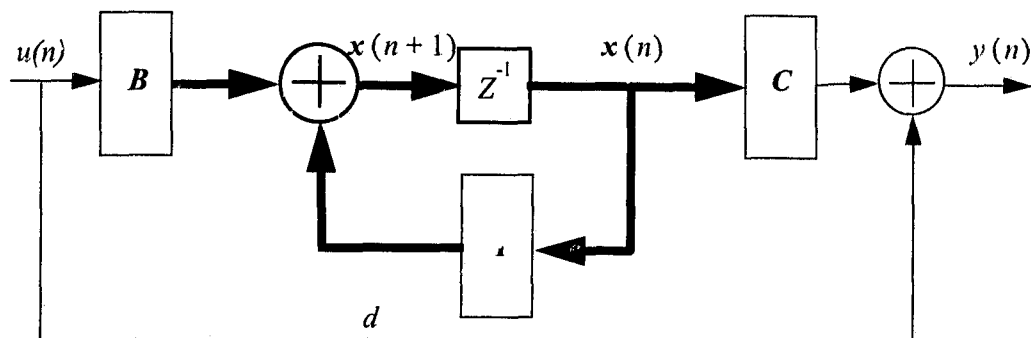 u(n)
B
x (n + 1)
Z⁻¹
x (n)
C
y (n)
d